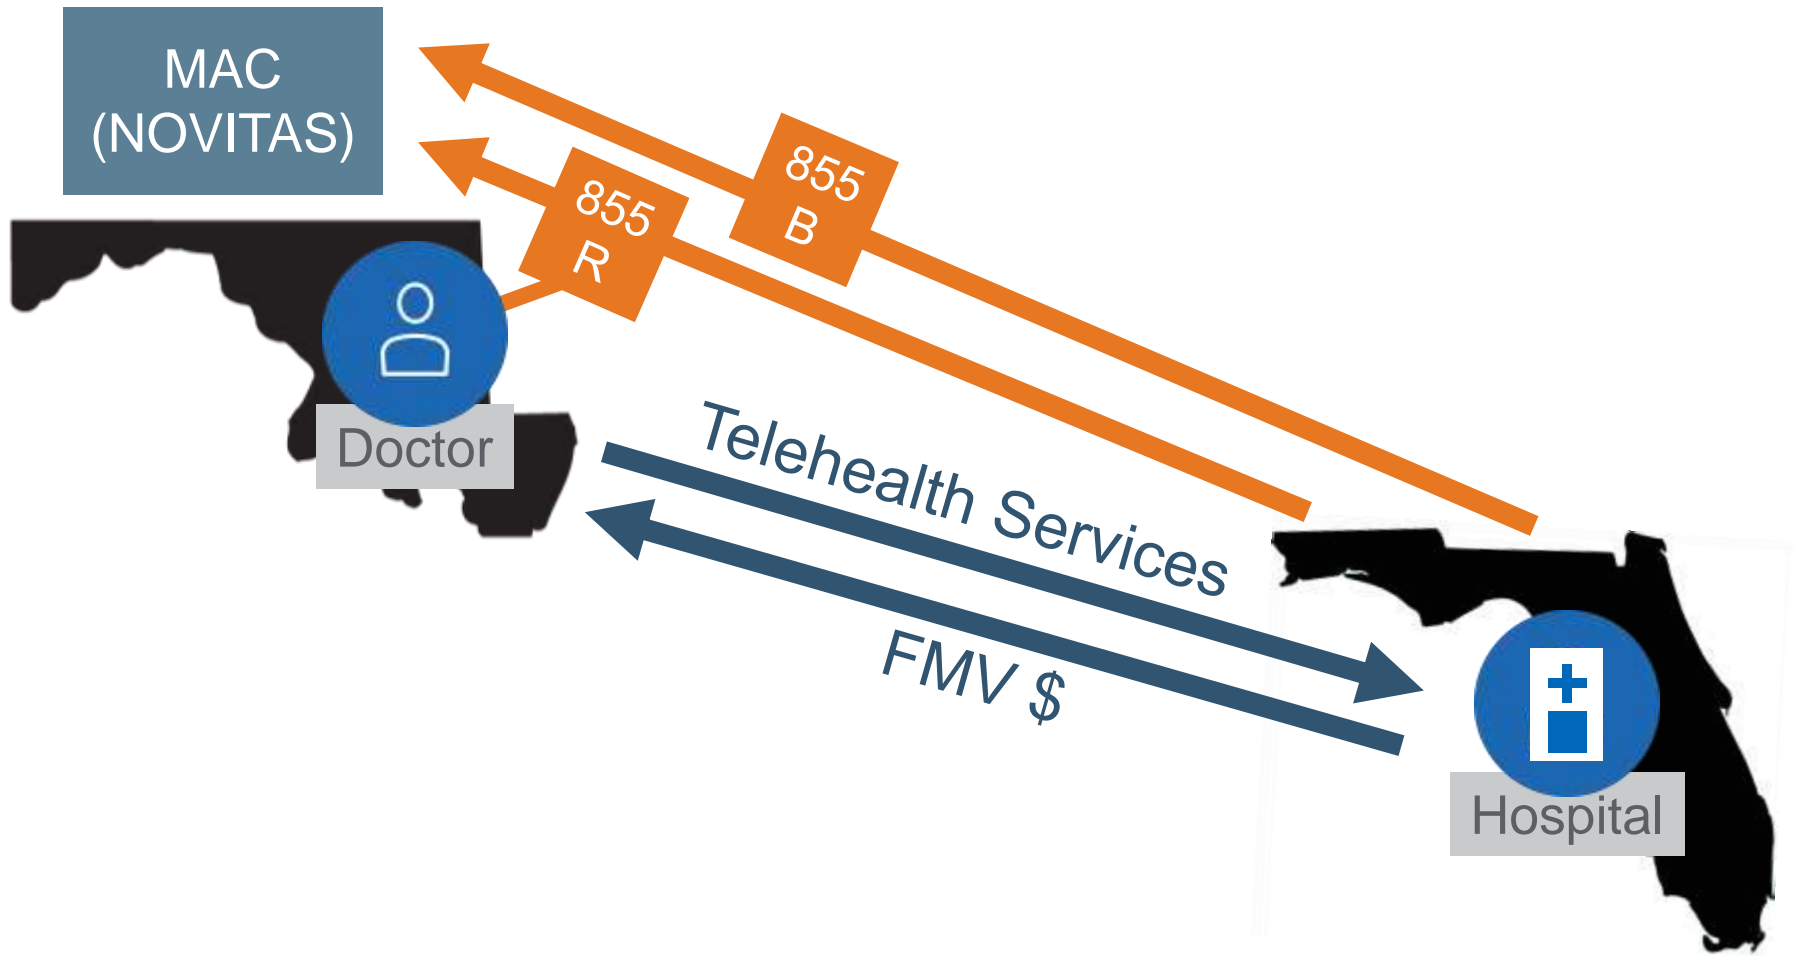 MAC
(NOVITAS)
855
B
855
R
Doctor
Telehealth Services
FMV $
Hospital